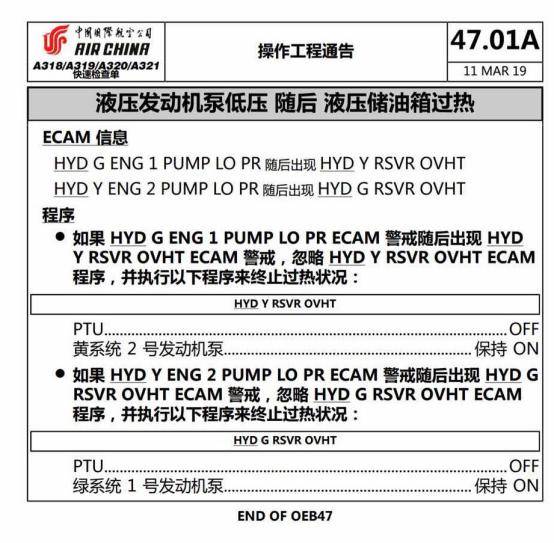 中国国际航空公司
AIR CHINA
A318/A319/A320/A321
快速检查单
操作工程通告
47.01A
11 MAR 19
液压发动机泵低压 随后 液压储油箱过热
ECAM 信息
HYD G ENG 1 PUMP LO PR 随后出现 HYD Y RSVR OVHT
HYD Y ENG 2 PUMP LO PR 随后出现 HYD G RSVR OVHT
程序
● 如果 HYD G ENG 1 PUMP LO PR ECAM 警戒随后出现 HYD
Y RSVR OVHT ECAM 警戒，忽略 HYD Y RSVR OVHT ECAM
程序，并执行以下程序来终止过热状况：
HYD Y RSVR OVHT
PTU....................................................................OFF
黄系统 2 号发动机泵..........................................保持 ON
● 如果 HYD Y ENG 2 PUMP LO PR ECAM 警戒随后出现 HYD G
RSVR OVHT ECAM 警戒，忽略 HYD G RSVR OVHT ECAM
程序，并执行以下程序来终止过热状况：
HYD G RSVR OVHT
PTU....................................................................OFF
绿系统 1 号发动机泵..........................................保持 ON
END OF OEB47